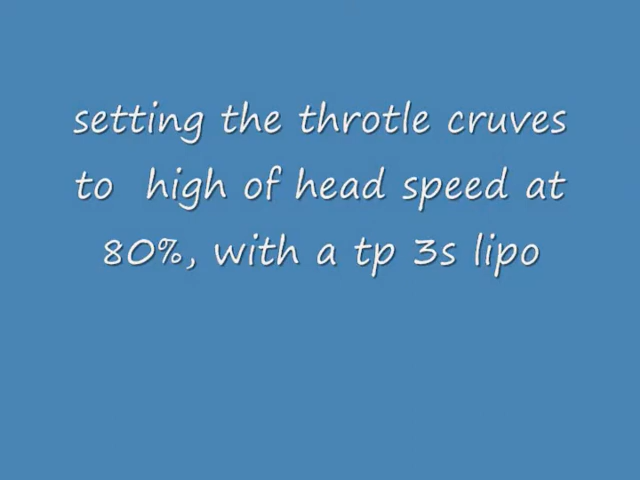 setting the throtle cruves
to  high of head speed at
80%, with a tp 3s lipo